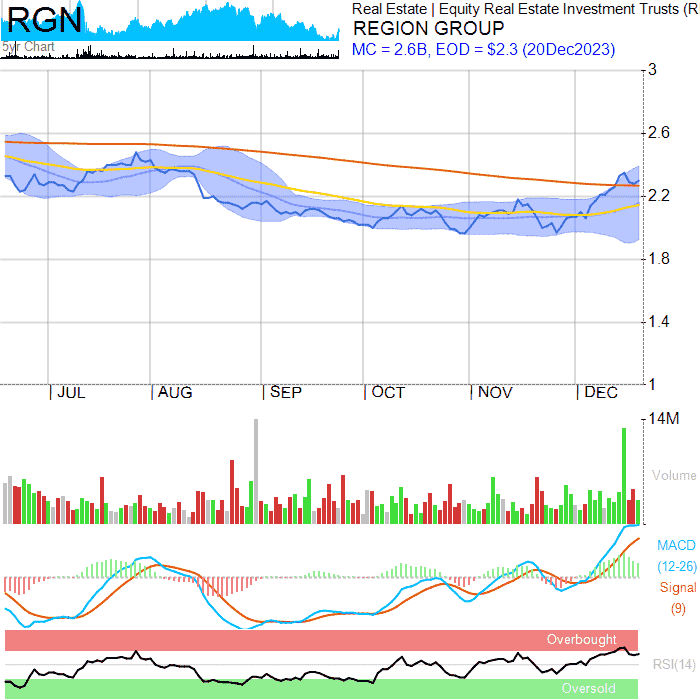 RGN
5yr Chart
Real Estate | Equity Real Estate Investment Trusts (R
REGION GROUP
MC = 2.6B, EOD = $2.3 (20Dec2023)
3
2.6
2.2
1.8
1.4
1
| JUL | AUG | SEP | OCT | NOV | DEC
14M
Volume
MACD
(12-26)
Signal
(9)
Overbought
RSI(14)
Oversold